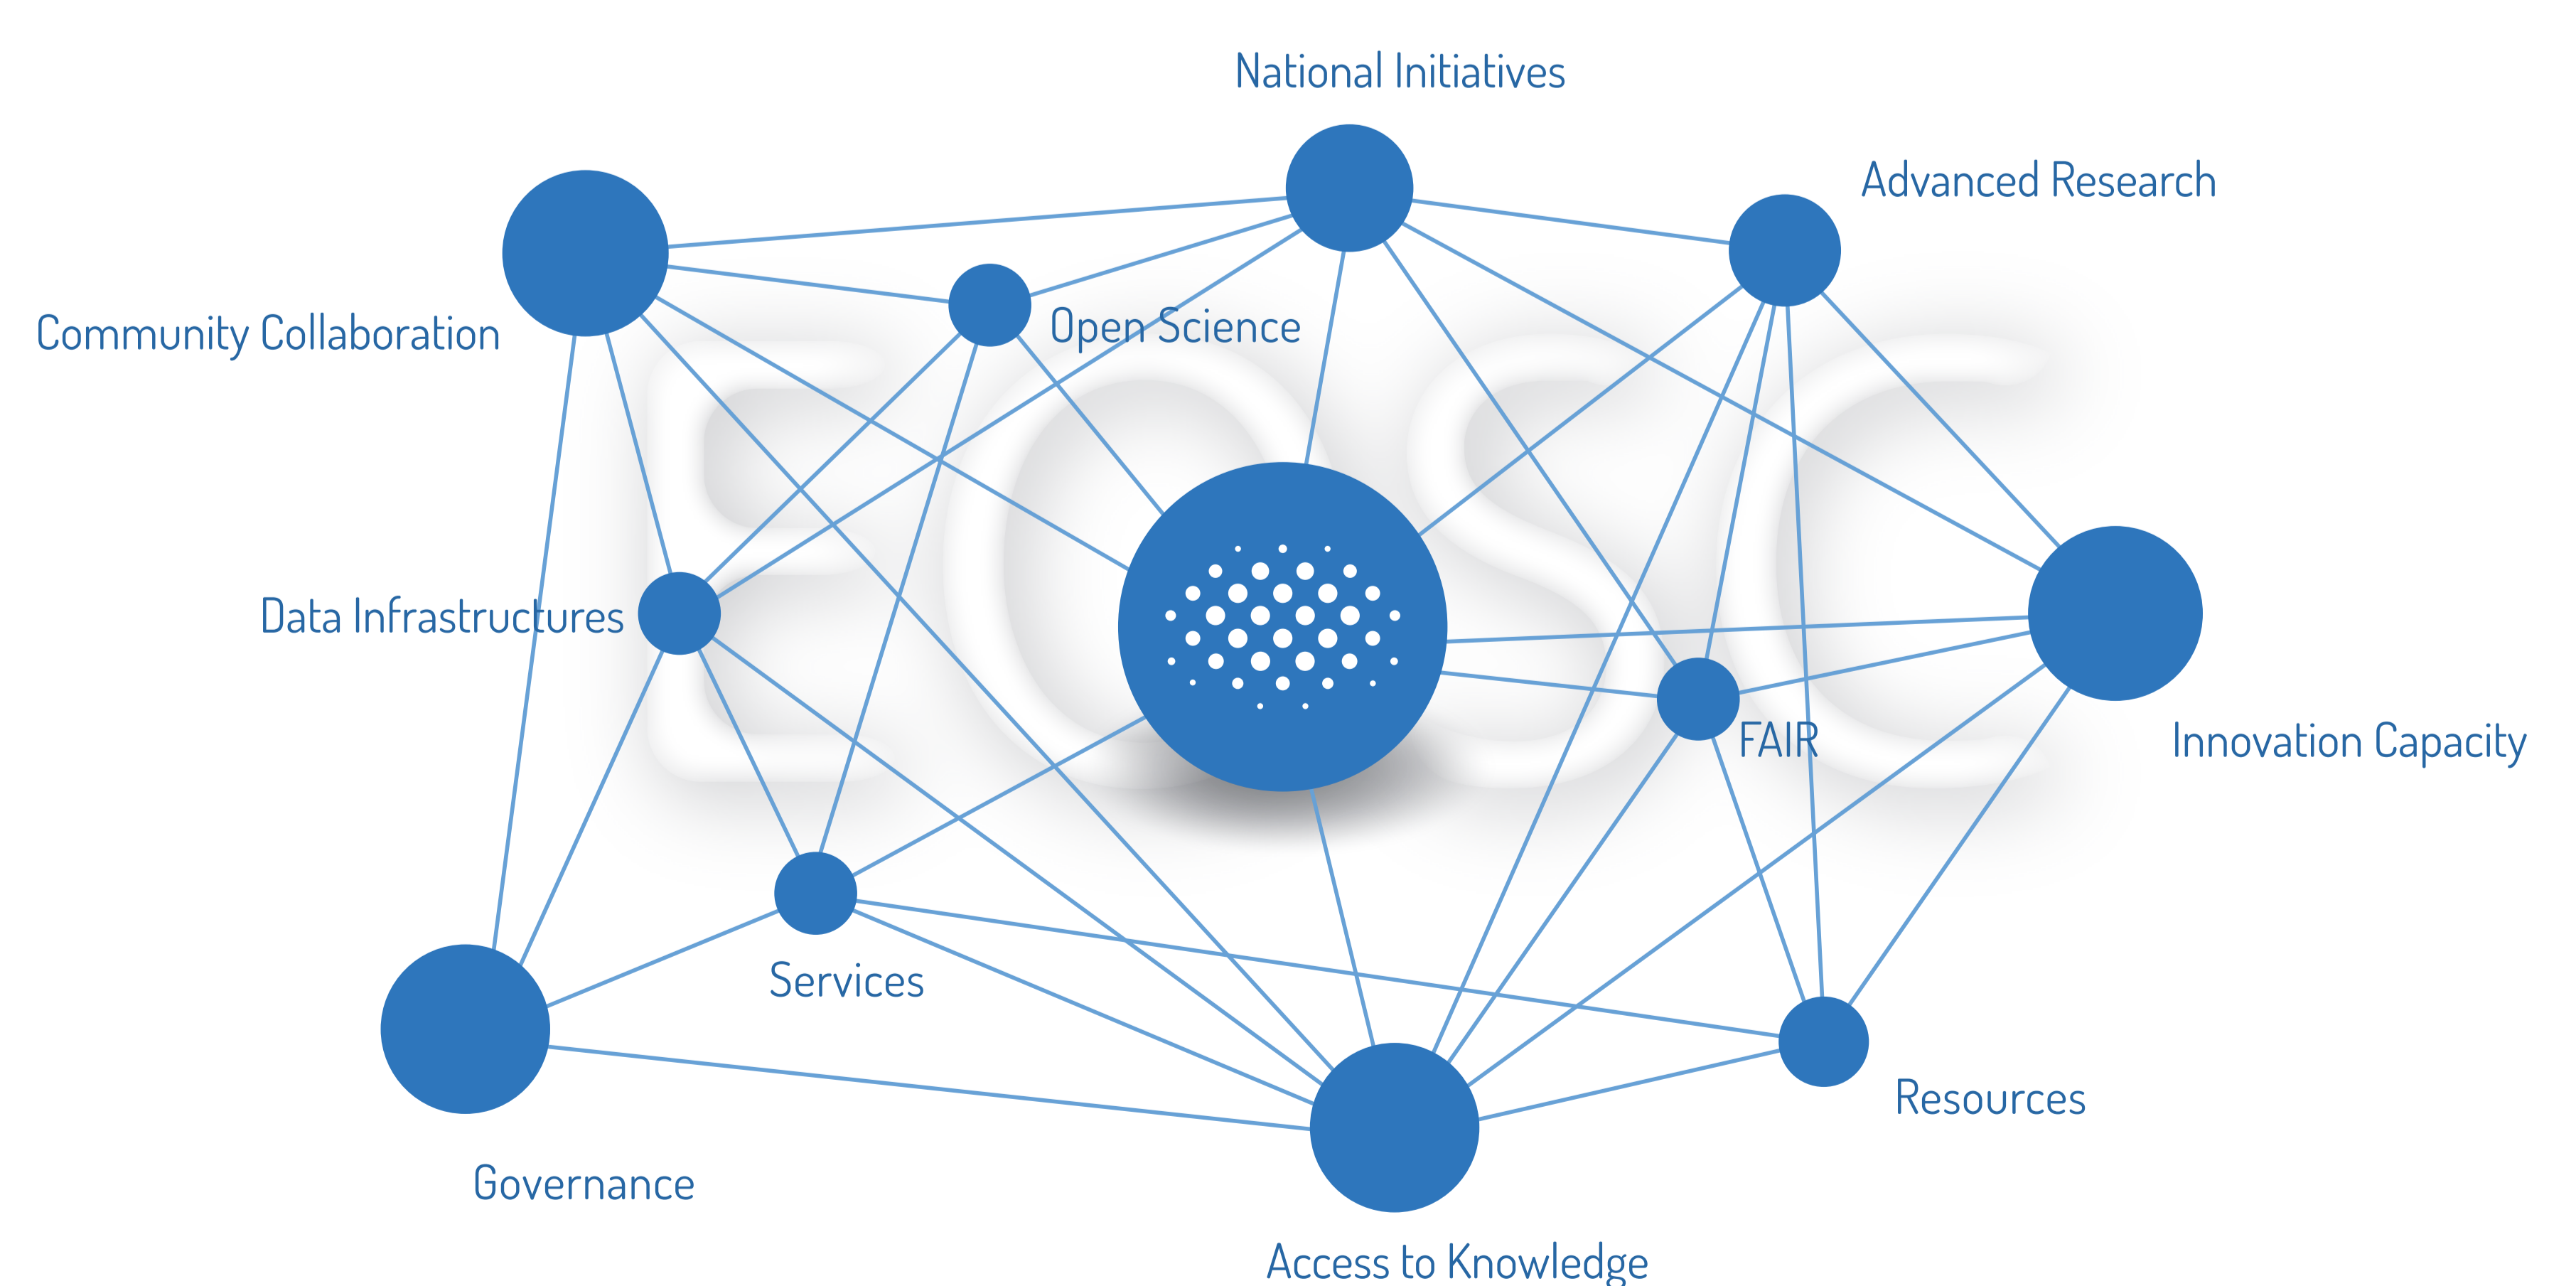 National Initiatives
Advanced Research
Community Collaboration
Open Science
EOSC
Data Infrastructures
FAIR
Innovation Capacity
Services
Resources
Governance
Access to Knowledge